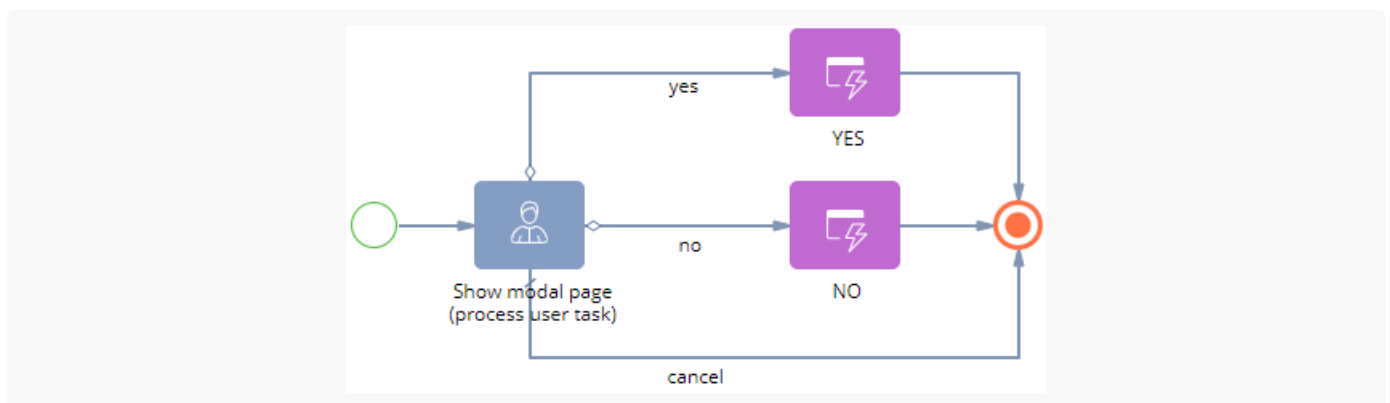 yes
YES
no
Show modal page
(process user task)
NO
cancel